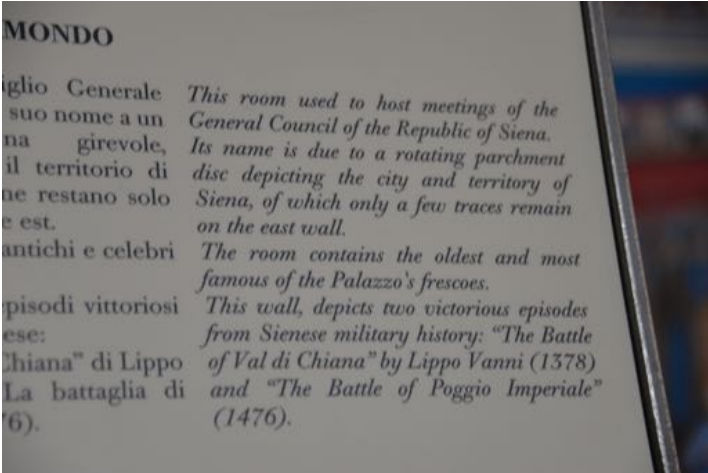 MONDO
iglio Generale
suo nome a un
na girevole,
il territorio di
ne restano solo
e est.
antichi e celebri
pisodi vittoriosi
ese:
Chiana" di Lippo
La battaglia di
6).
This room used to host meetings of the
General Council of the Republic of Siena.
Its name is due to a rotating parchment
disc depicting the city and territory of
Siena, of which only a few traces remain
on the east wall.
The room contains the oldest and most
famous of the Palazzo's frescoes.
This wall, depicts two victorious episodes
from Sienese military history: "The Battle
of Val di Chiana" by Lippo Vanni (1378)
and "The Battle of Poggio Imperiale"
(1476).